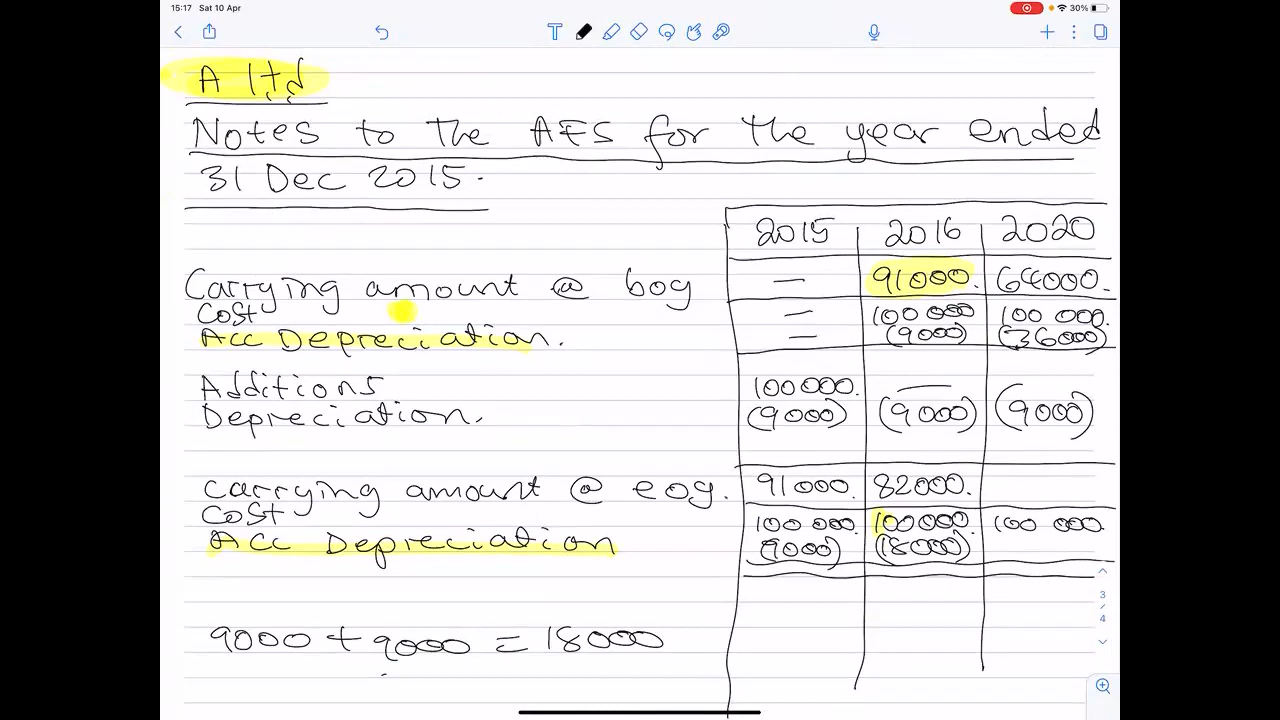 15:17 Sat 10 Apr
30%
A ltd
Notes to the AFS for the year ended
31 Dec 2015.
2015 2016 2020
Carrying amount @ boy — 91000. 64000.
Cost — 100 000 100 000.
Acc Depreciation. — (9000) (36000)
Additions 100 000. —
Depreciation. (9000) (9000) (9000)
Carrying amount @ eoy. 91000. 82000.
Cost 100 000. 100000. 100 000.
Acc Depreciation (9000) (18000)
9000 + 9000 = 18000
3
/
4